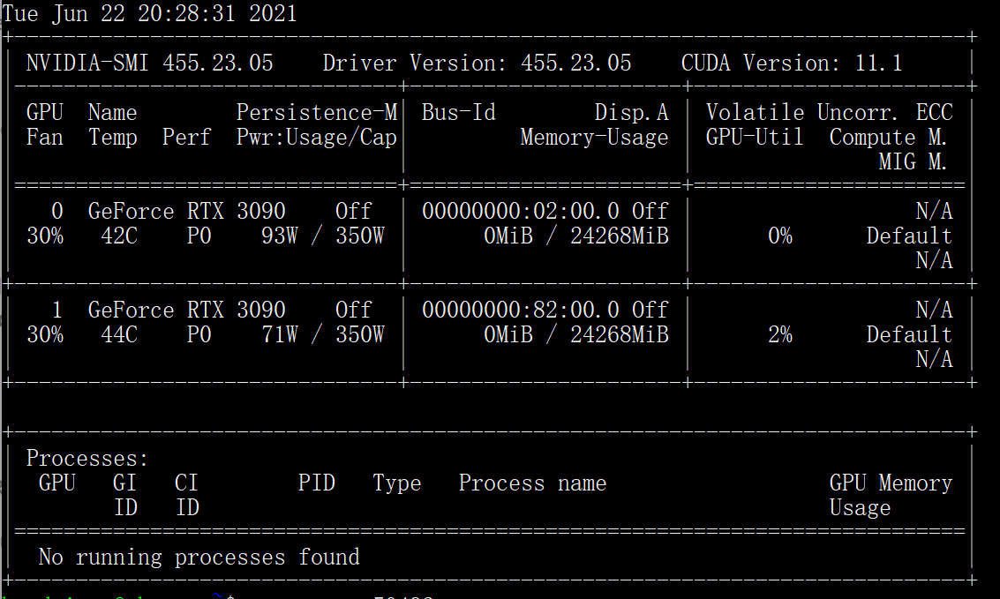 Tue Jun 22 20:28:31 2021
NVIDIA-SMI 455.23.05 Driver Version: 455.23.05 CUDA Version: 11.1
GPU Name Persistence-M| Bus-Id Disp.A | Volatile Uncorr. ECC
Fan Temp Perf Pwr:Usage/Cap| Memory-Usage | GPU-Util Compute M.
MIG M.
0 GeForce RTX 3090 Off | 00000000:02:00.0 Off | N/A
30% 42C P0 93W / 350W | 0MiB / 24268MiB | 0% Default
N/A
1 GeForce RTX 3090 Off | 00000000:82:00.0 Off | N/A
30% 44C P0 71W / 350W | 0MiB / 24268MiB | 2% Default
N/A
Processes:
GPU GI CI PID Type Process name GPU Memory
ID ID Usage
No running processes found